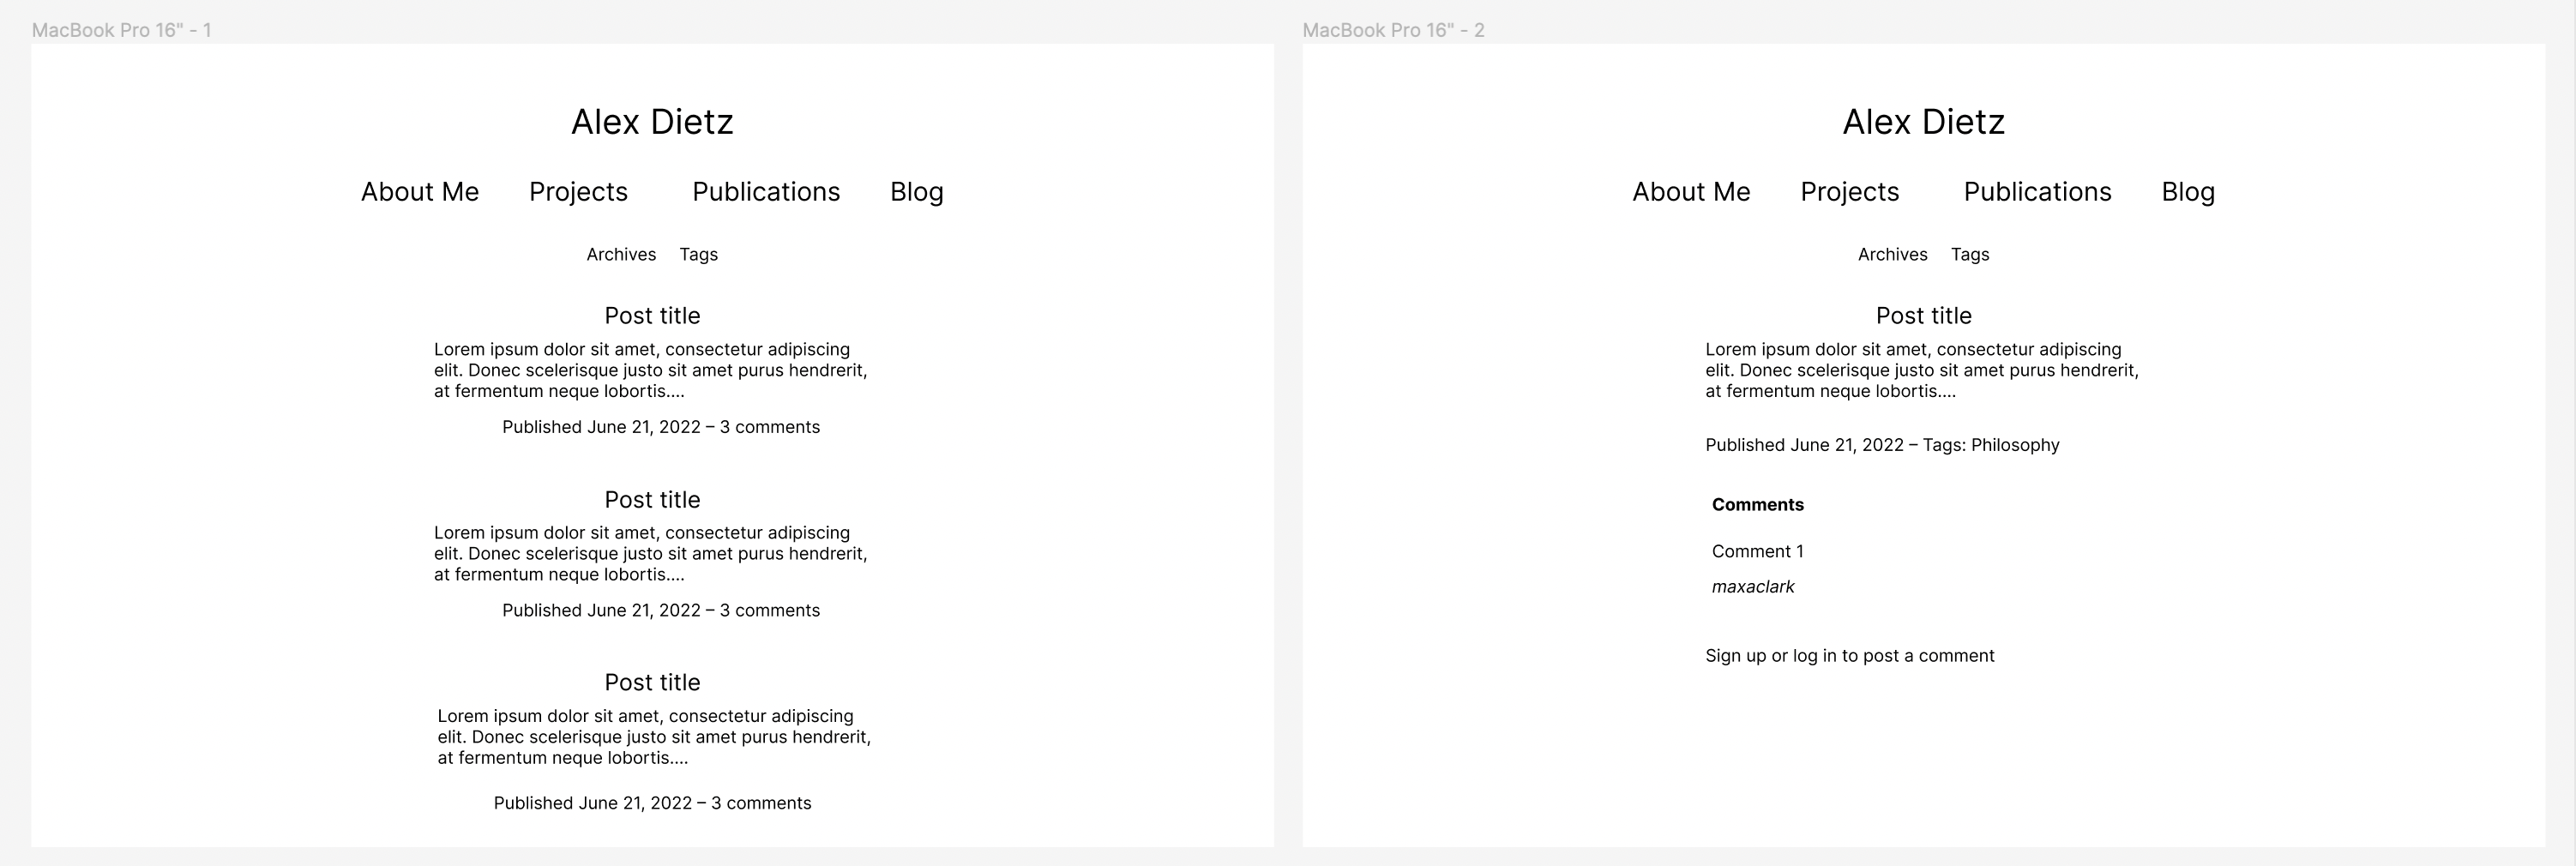 MacBook Pro 16" - 1
Alex Dietz
About Me Projects Publications Blog
Archives Tags
Post title
Lorem ipsum dolor sit amet, consectetur adipiscing
elit. Donec scelerisque justo sit amet purus hendrerit,
at fermentum neque lobortis....
Published June 21, 2022 – 3 comments
Post title
Lorem ipsum dolor sit amet, consectetur adipiscing
elit. Donec scelerisque justo sit amet purus hendrerit,
at fermentum neque lobortis....
Published June 21, 2022 – 3 comments
Post title
Lorem ipsum dolor sit amet, consectetur adipiscing
elit. Donec scelerisque justo sit amet purus hendrerit,
at fermentum neque lobortis....
Published June 21, 2022 – 3 comments
MacBook Pro 16" - 2
Alex Dietz
About Me Projects Publications Blog
Archives Tags
Post title
Lorem ipsum dolor sit amet, consectetur adipiscing
elit. Donec scelerisque justo sit amet purus hendrerit,
at fermentum neque lobortis....
Published June 21, 2022 – Tags: Philosophy
Comments
Comment 1
maxaclark
Sign up or log in to post a comment